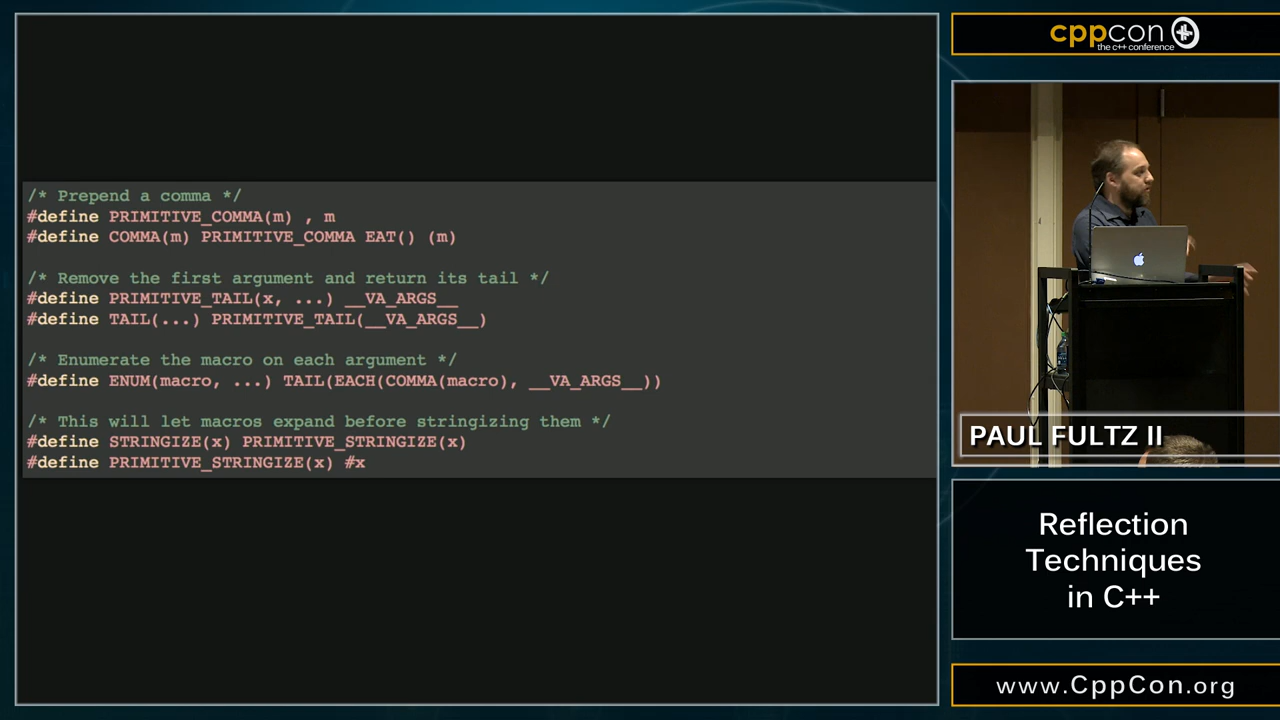 /* Prepend a comma */
#define PRIMITIVE_COMMA(m) , m
#define COMMA(m) PRIMITIVE_COMMA EAT() (m)
/* Remove the first argument and return its tail */
#define PRIMITIVE_TAIL(x, ...) __VA_ARGS__
#define TAIL(...) PRIMITIVE_TAIL(__VA_ARGS__)
/* Enumerate the macro on each argument */
#define ENUM(macro, ...) TAIL(EACH(COMMA(macro), __VA_ARGS__))
/* This will let macros expand before stringizing them */
#define STRINGIZE(x) PRIMITIVE_STRINGIZE(x)
#define PRIMITIVE_STRINGIZE(x) #x
cppcon
the c++ conference
PAUL FULTZ II
Reflection
Techniques
in C++
www.CppCon.org